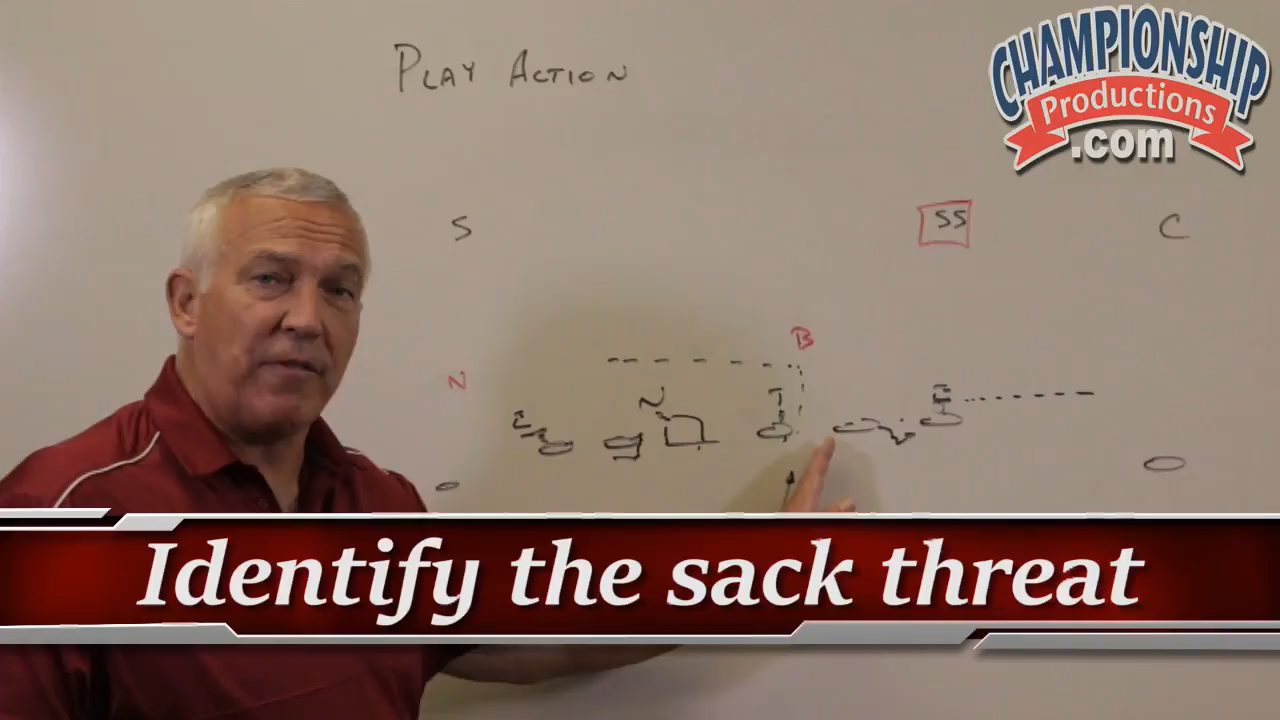 PLAY ACTION
CHAMPIONSHIP
Productions
.com
S
SS
C
B
N
E
N
T
E
Identify the sack threat